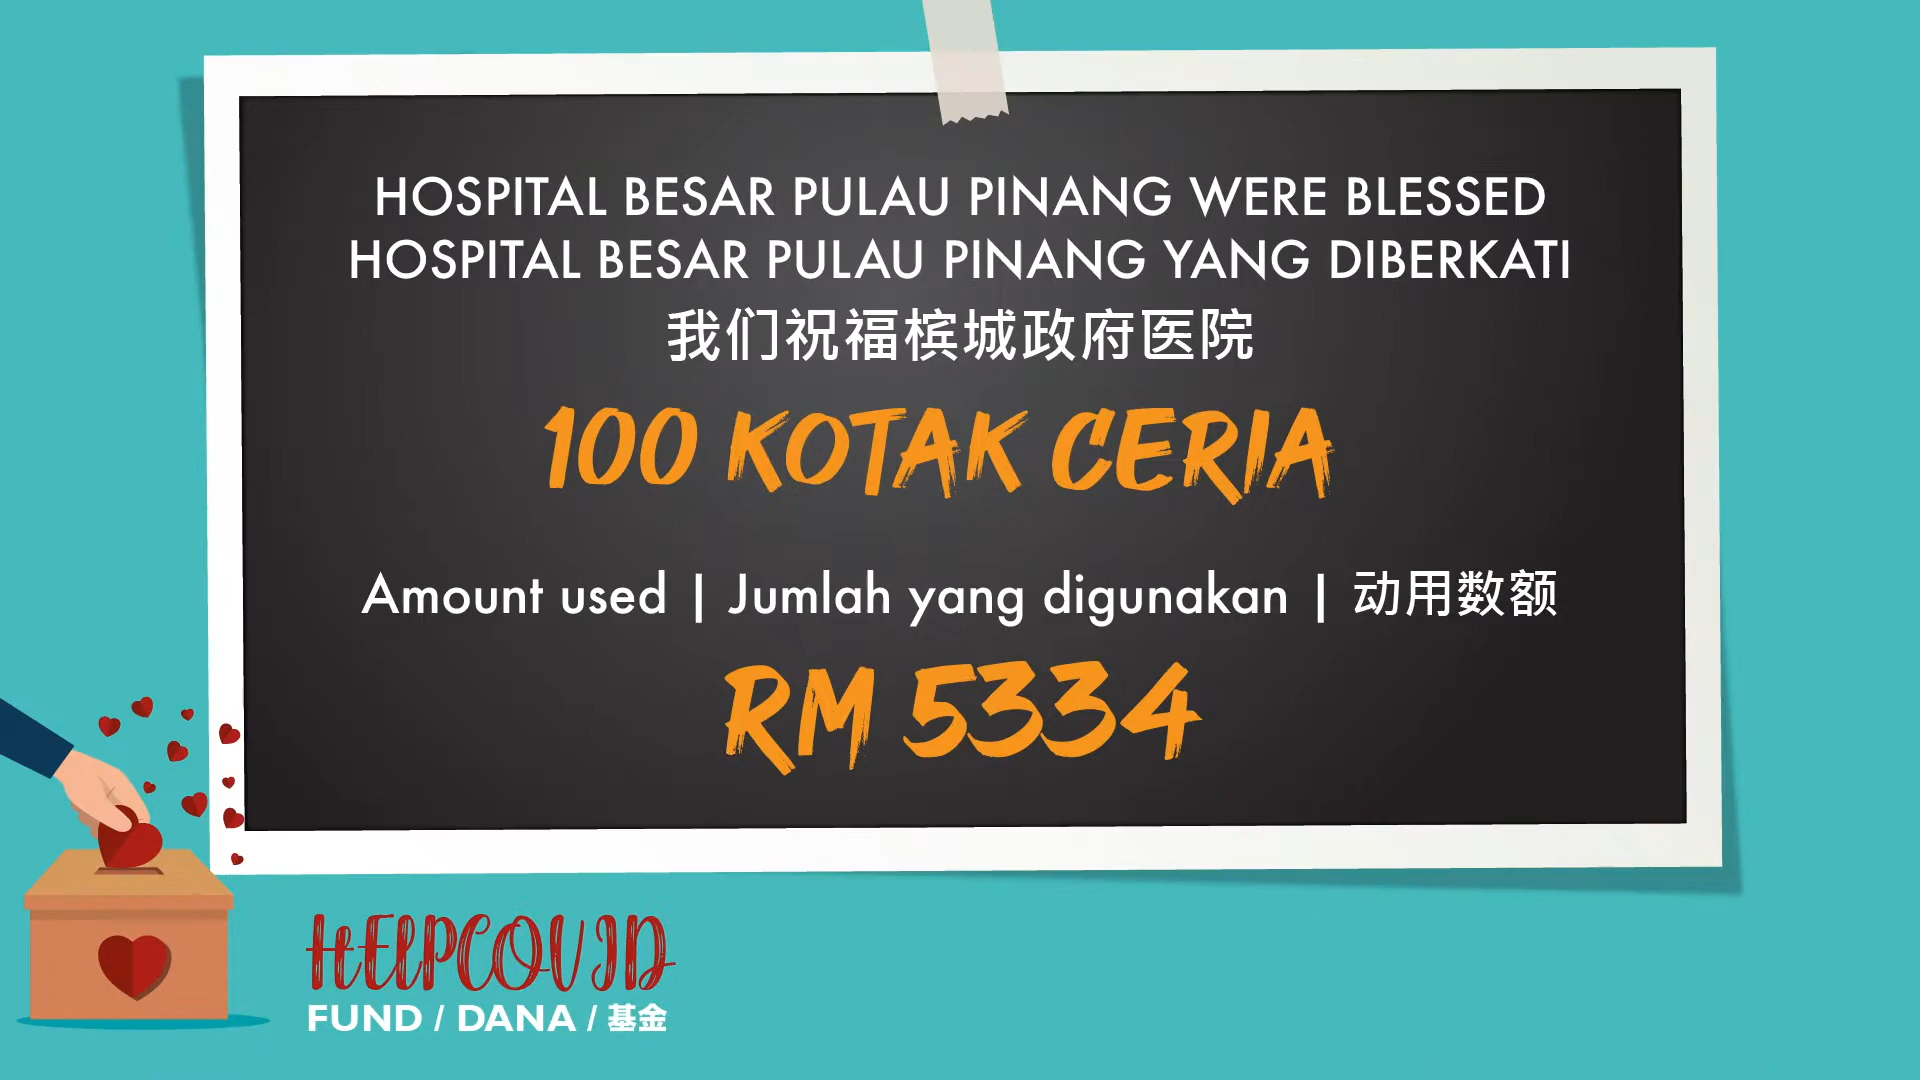 HOSPITAL BESAR PULAU PINANG WERE BLESSED
HOSPITAL BESAR PULAU PINANG YANG DIBERKATI
我们祝福槟城政府医院
100 KOTAK CERIA
Amount used | Jumlah yang digunakan | 动用数额
RM 5334
HELPCOVID
FUND / DANA / 基金